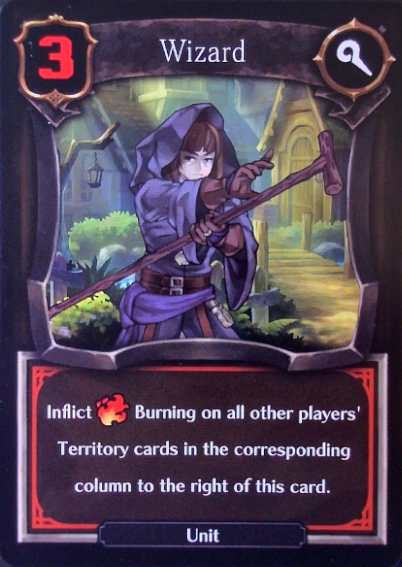 3
Wizard
Inflict Burning on all other players'
Territory cards in the corresponding
column to the right of this card.
Unit